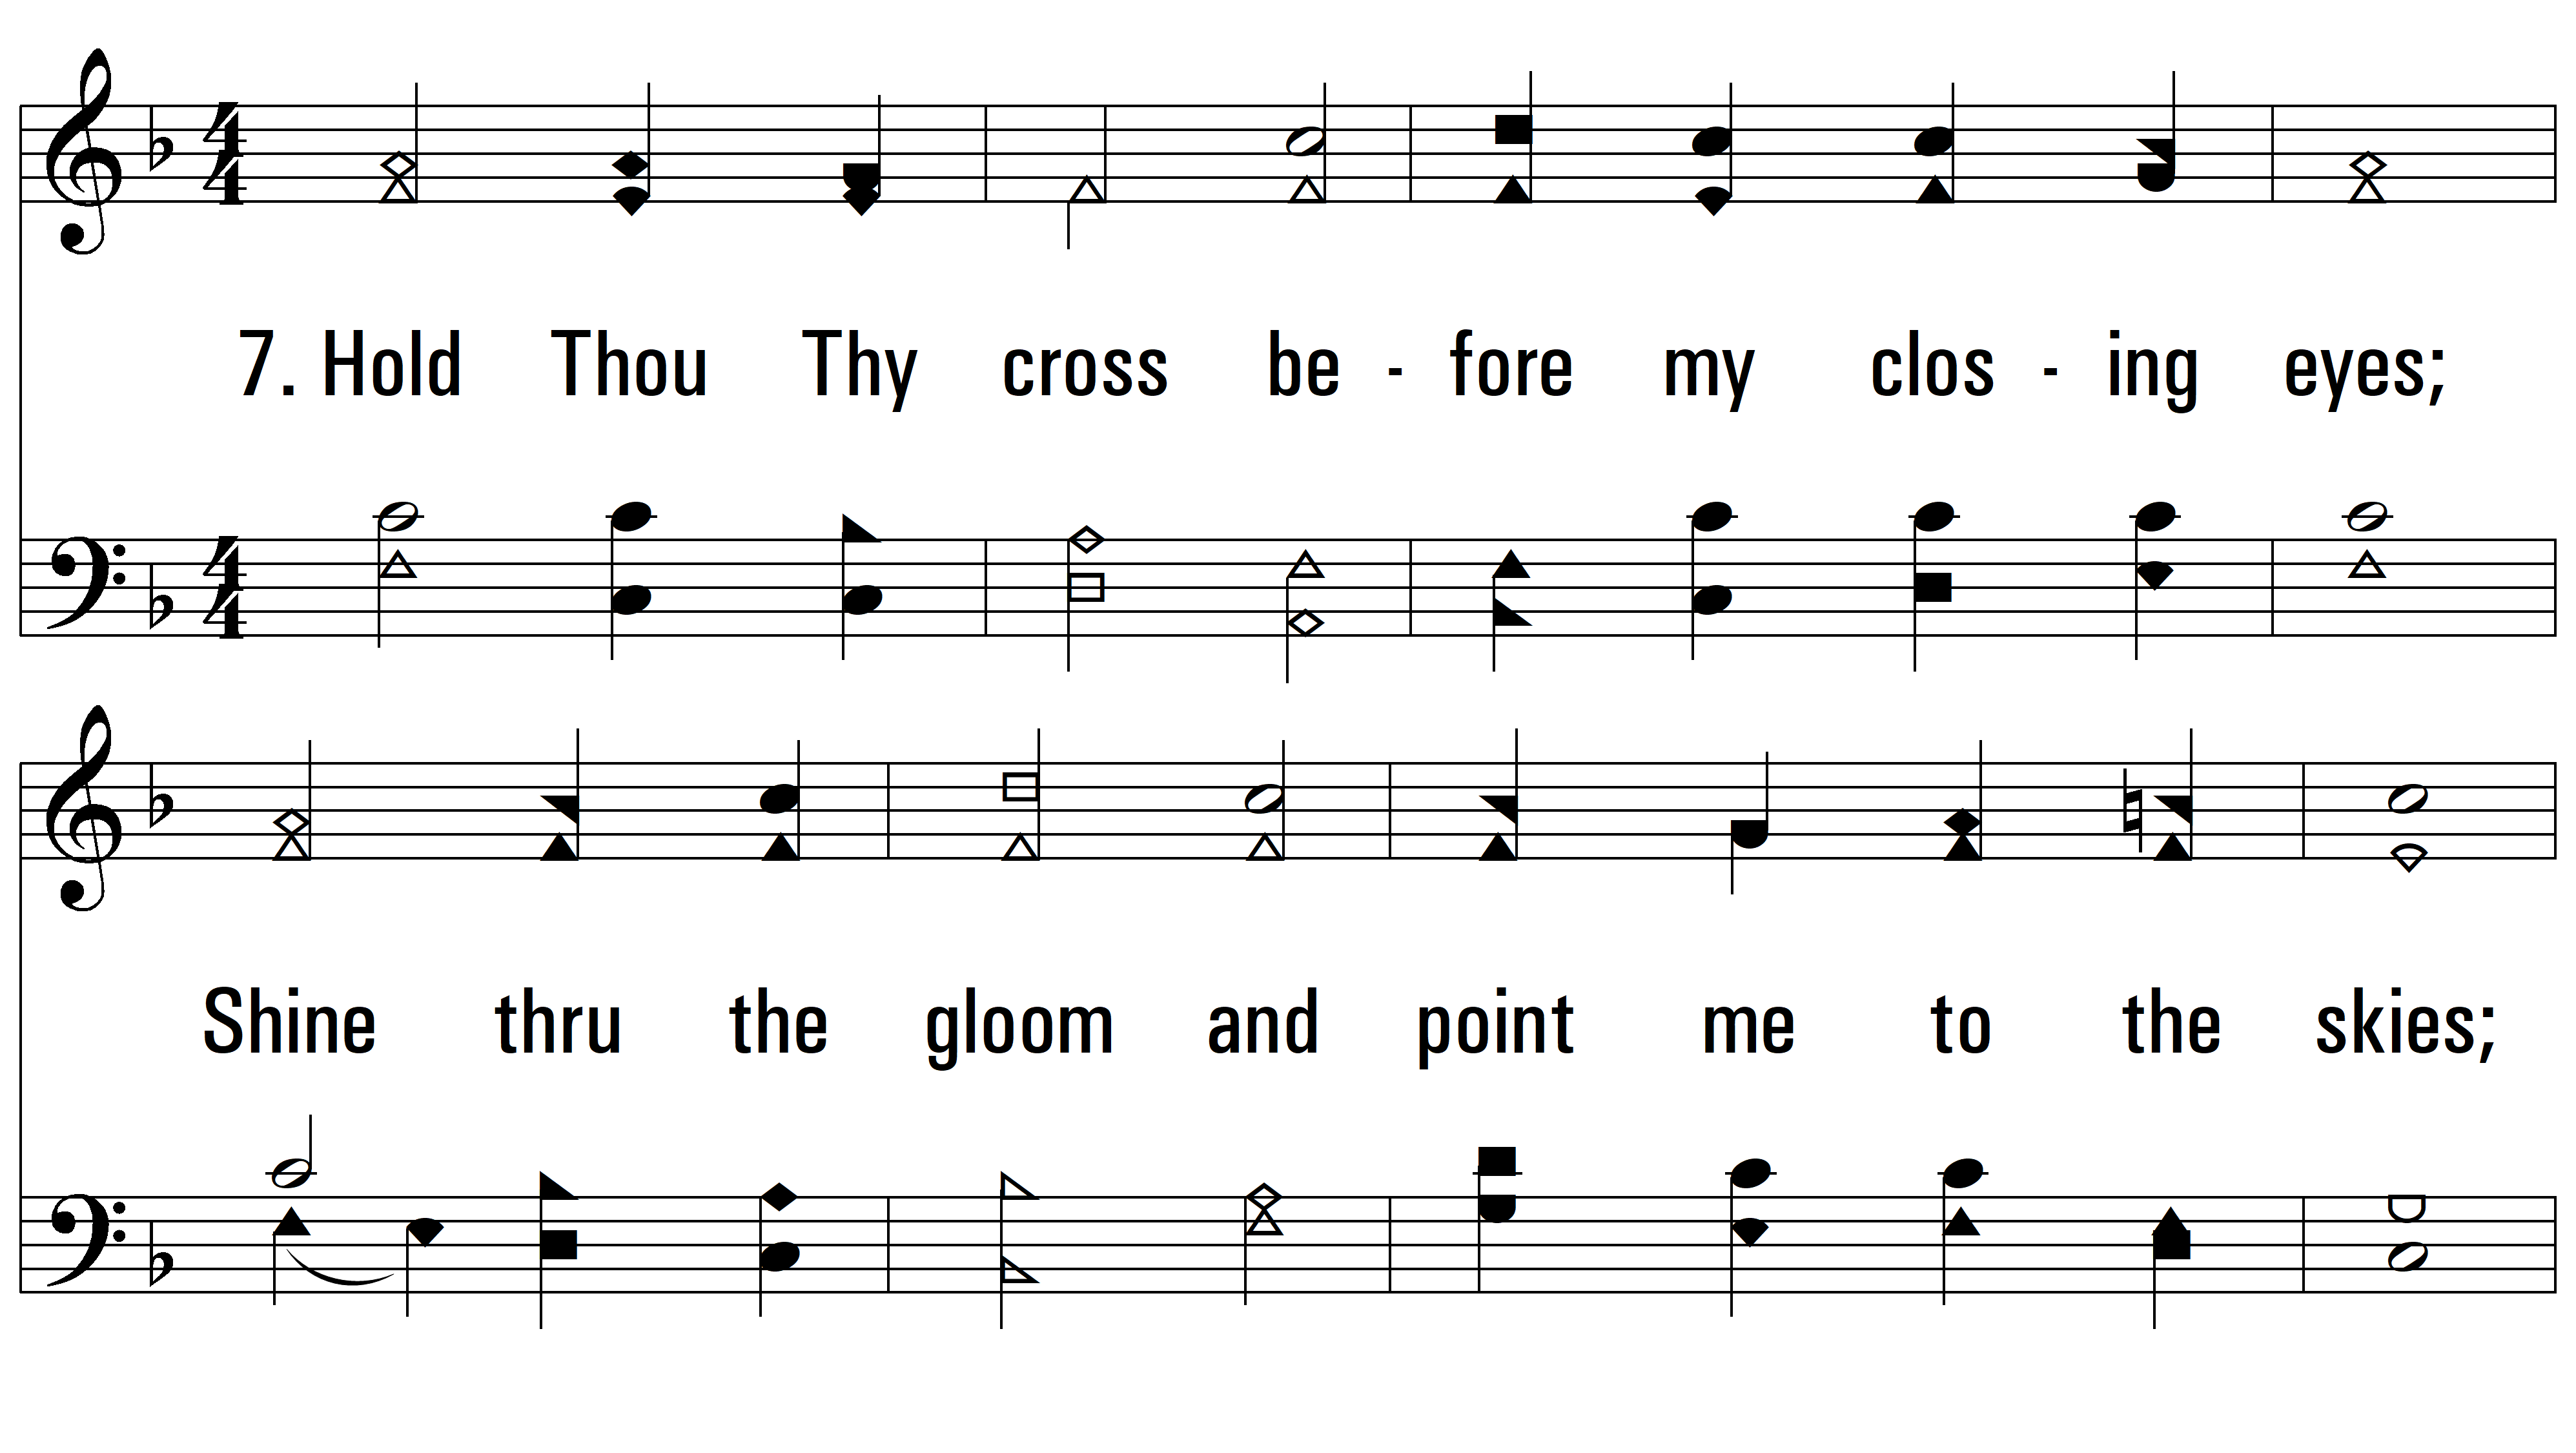 7. Hold Thou Thy cross be - fore my clos - ing eyes;
Shine thru the gloom and point me to the skies;